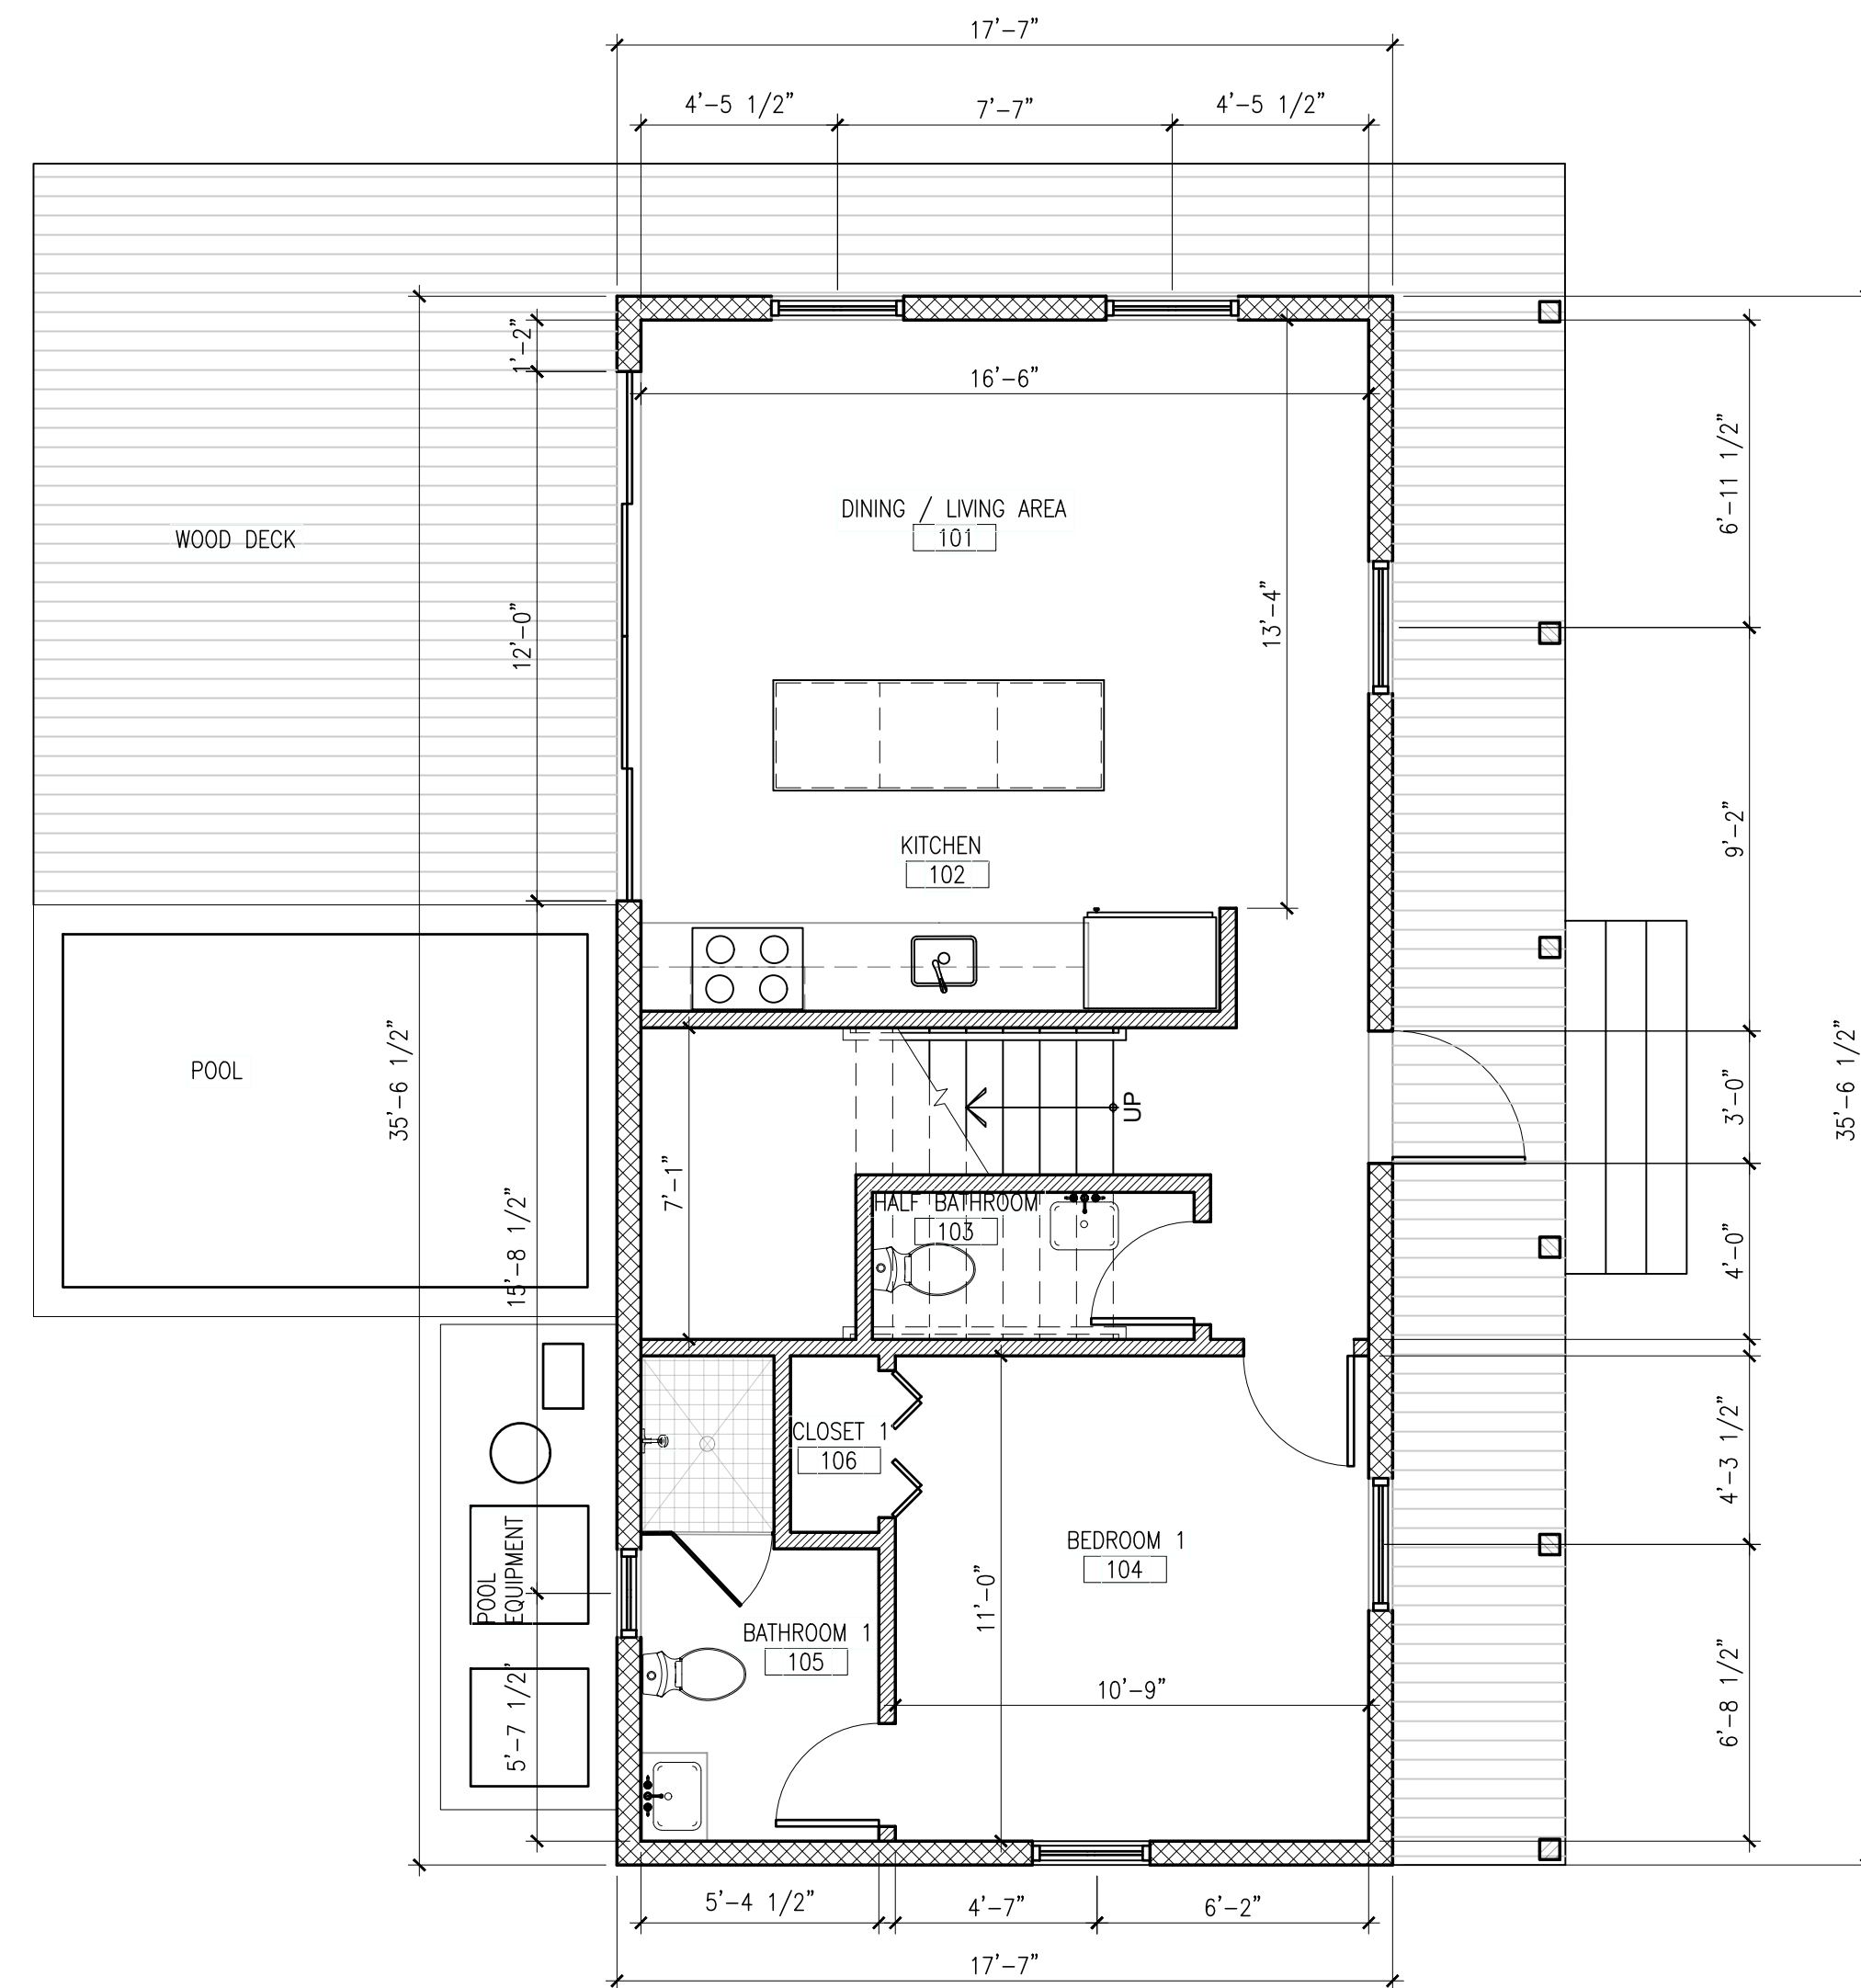 17'-7"
4'-5 1/2"
7'-7"
4'-5 1/2"
1'-2"
16'-6"
6'-11 1/2"
DINING / LIVING AREA
101
WOOD DECK
12'-0"
13'-4"
9'-2"
KITCHEN
102
POOL
35'-6 1/2"
35'-6 1/2"
3'-0"
UP
7'-1"
HALF BATHROOM
103
15'-8 1/2"
4'-0"
CLOSET 1
106
4'-3 1/2"
POOL
EQUIPMENT
BEDROOM 1
104
11'-0"
BATHROOM 1
105
10'-9"
5'-7 1/2"
6'-8 1/2"
5'-4 1/2"
4'-7"
6'-2"
17'-7"